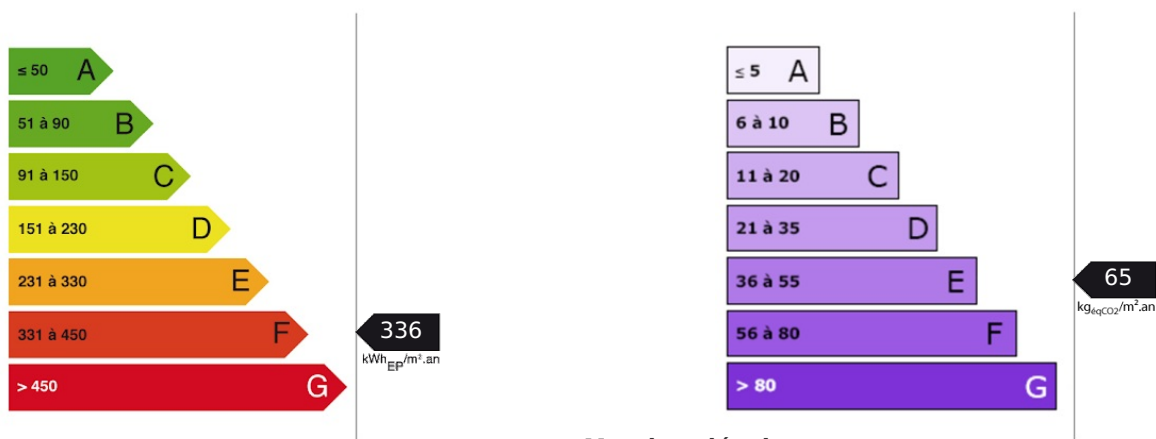 ≤ 50 A
51 à 90 B
91 à 150 C
151 à 230 D
231 à 330 E
331 à 450 F
> 450 G
336
kWhEP/m².an
≤ 5 A
6 à 10 B
11 à 20 C
21 à 35 D
36 à 55 E
56 à 80 F
> 80 G
65
kgéqCO2/m².an